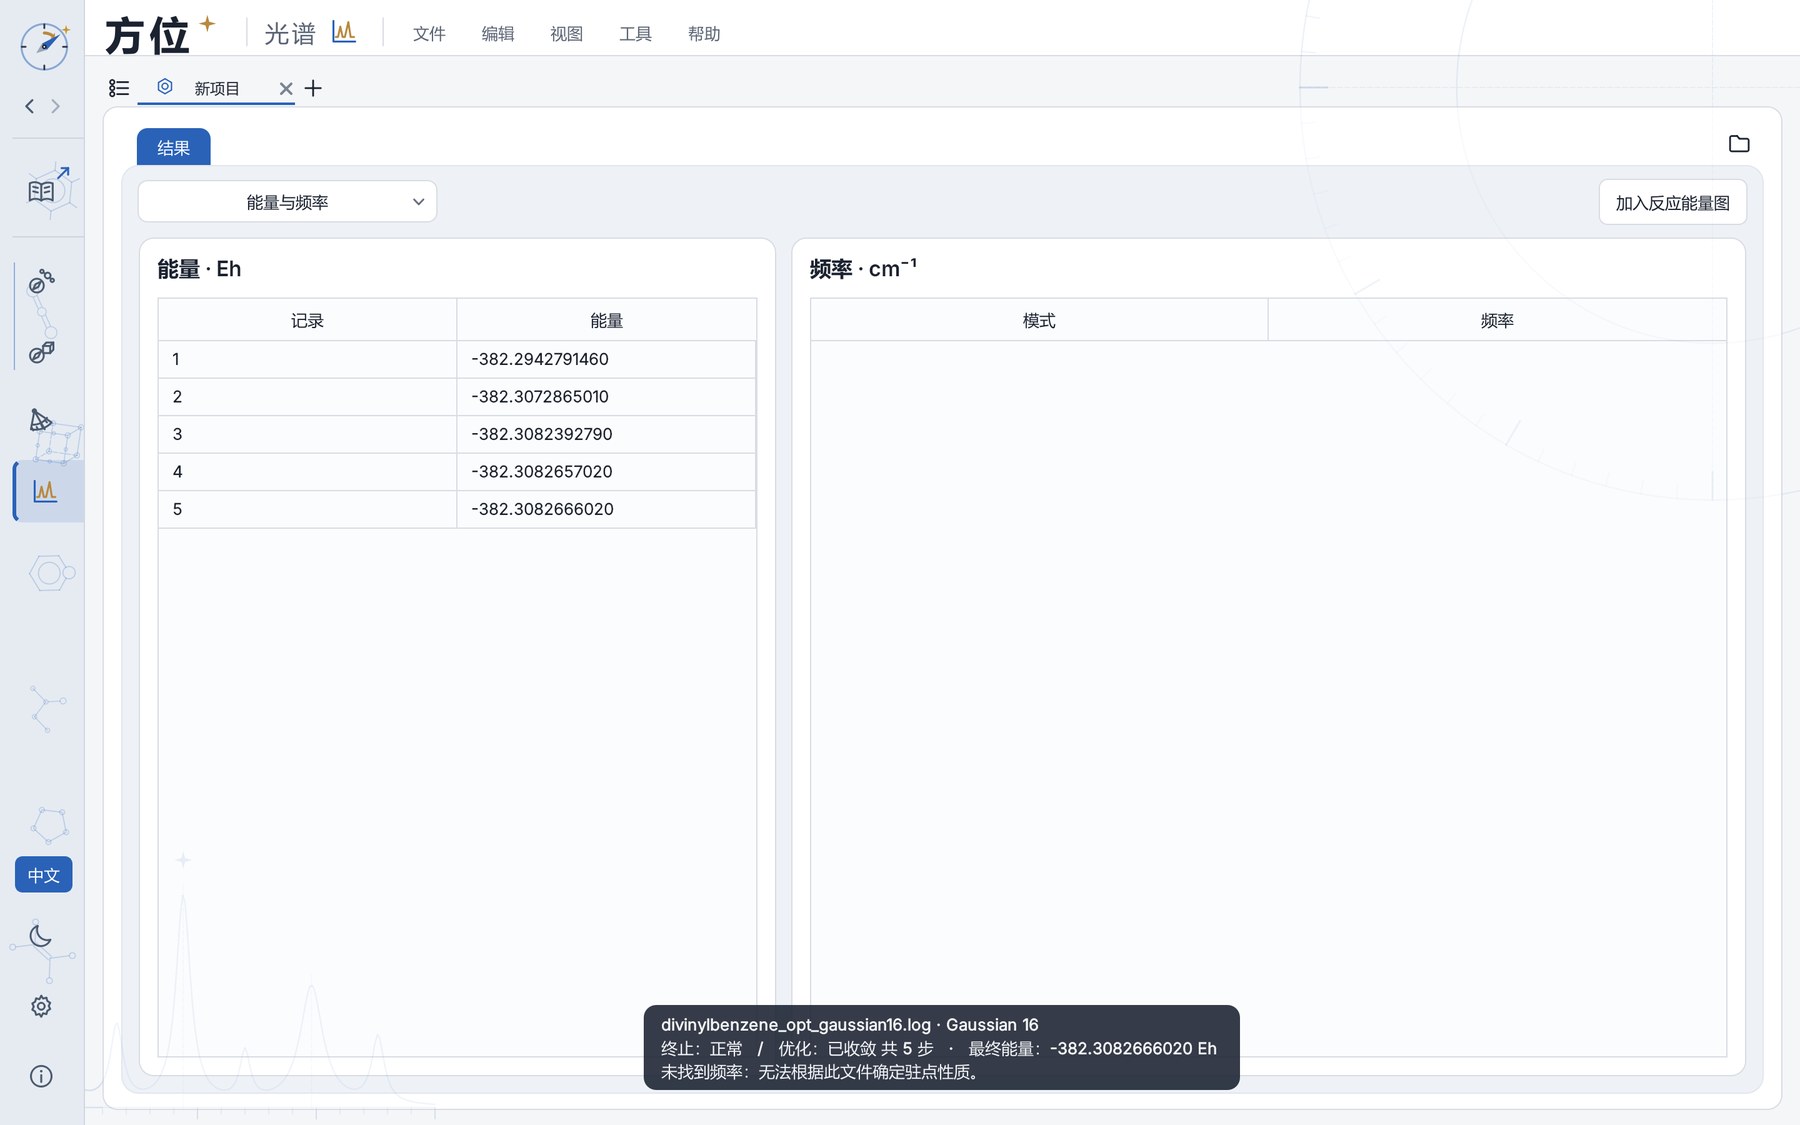 方位
光谱
文件 编辑 视图 工具 帮助
新项目
结果
能量与频率
加入反应能量图
能量 · Eh
记录 能量
1 -382.2942791460
2 -382.3072865010
3 -382.3082392790
4 -382.3082657020
5 -382.3082666020
频率 · cm⁻¹
模式 频率
中文
divinylbenzene_opt_gaussian16.log · Gaussian 16
终止：正常 / 优化：已收敛 共 5 步 · 最终能量：-382.3082666020 Eh
未找到频率：无法根据此文件确定驻点性质。